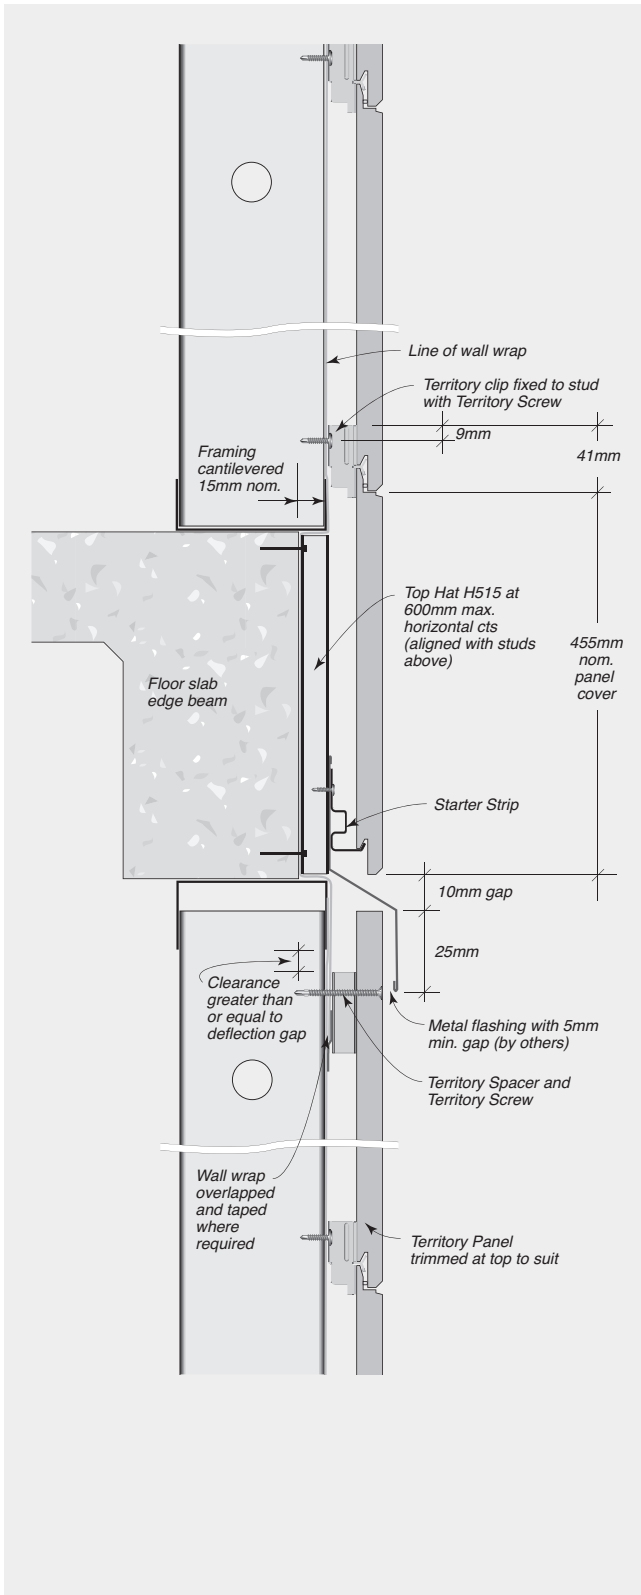 Line of wall wrap
Territory clip fixed to stud
with Territory Screw
9mm
41mm
Framing
cantilevered
15mm nom.
Top Hat H515 at
600mm max.
horizontal cts
(aligned with studs
above)
455mm
nom.
panel
cover
Floor slab
edge beam
Starter Strip
10mm gap
25mm
Clearance
greater than
or equal to
deflection gap
Metal flashing with 5mm
min. gap (by others)
Territory Spacer and
Territory Screw
Wall wrap
overlapped
and taped
where
required
Territory Panel
trimmed at top to suit